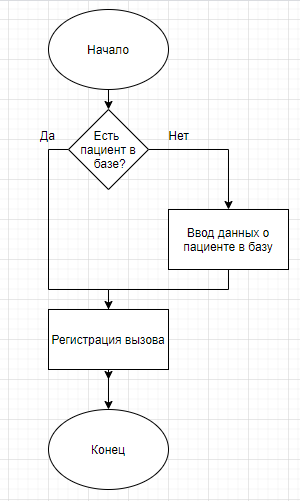 Начало
Да
Есть
пациент в
базе?
Нет
Ввод данных о
пациенте в базу
Регистрация вызова
Конец